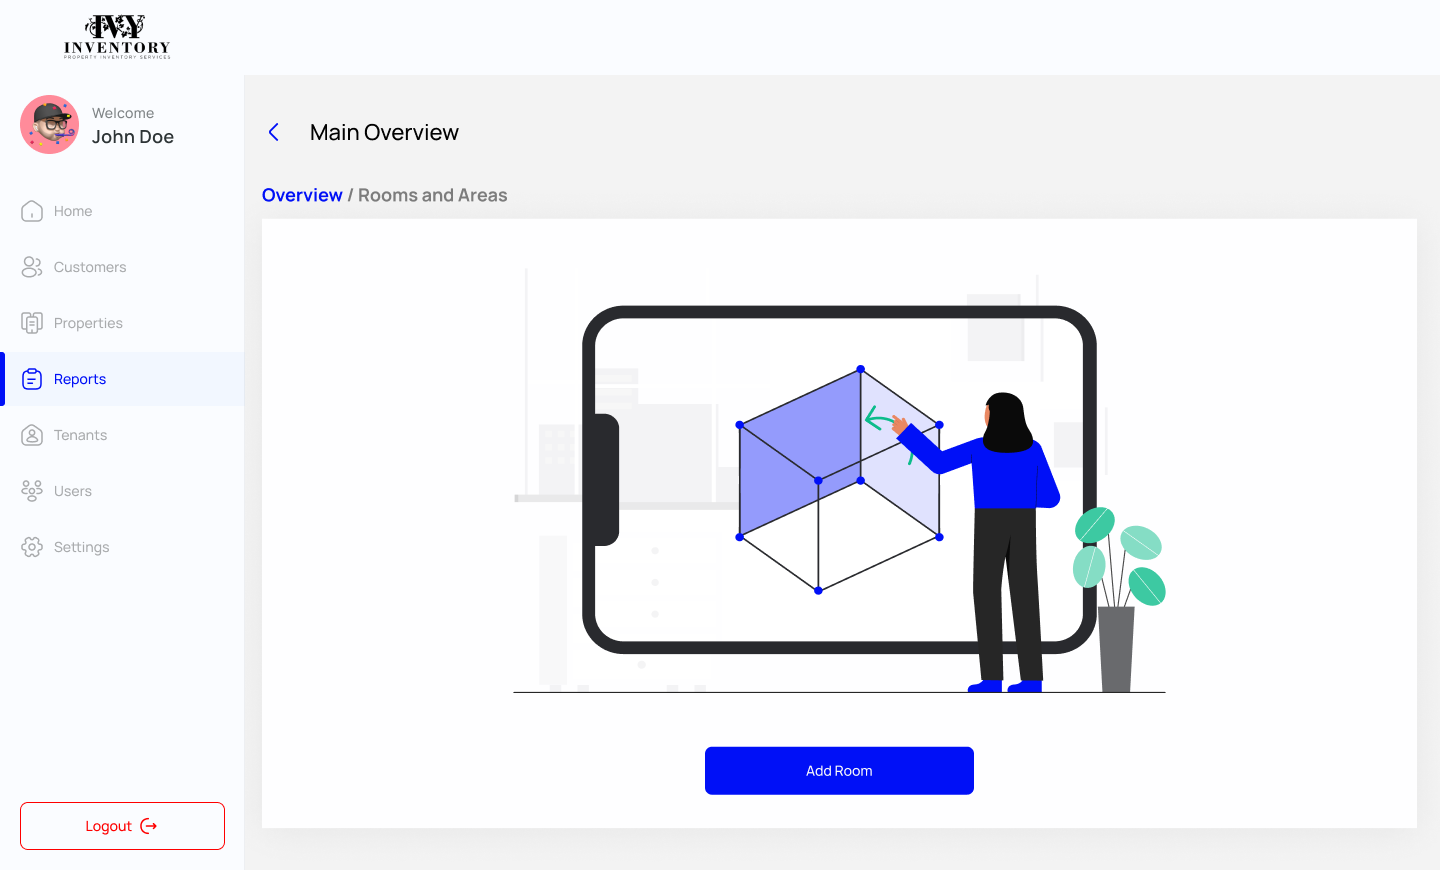 IVY
INVENTORY
PROPERTY INVENTORY SERVICES
Welcome
John Doe
Home
Customers
Properties
Reports
Tenants
Users
Settings
Logout
Main Overview
Overview / Rooms and Areas
Add Room